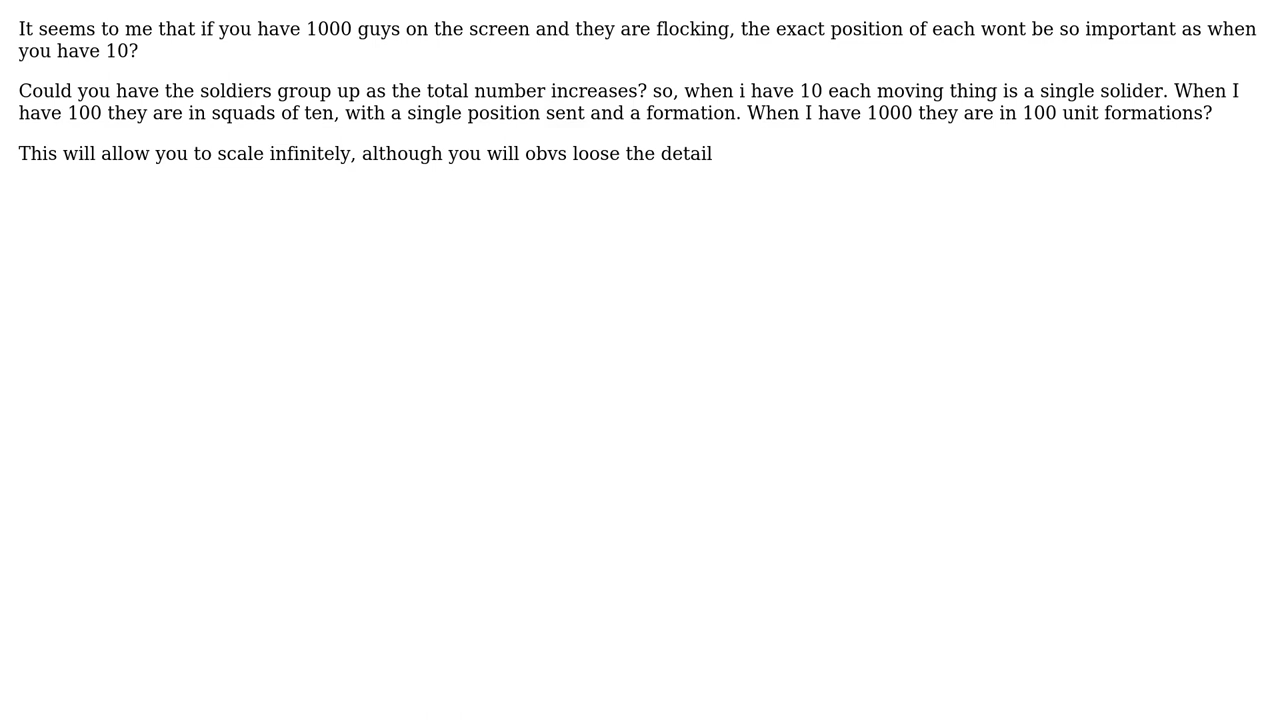 It seems to me that if you have 1000 guys on the screen and they are flocking, the exact position of each wont be so important as when
you have 10?
Could you have the soldiers group up as the total number increases? so, when i have 10 each moving thing is a single solider. When I
have 100 they are in squads of ten, with a single position sent and a formation. When I have 1000 they are in 100 unit formations?
This will allow you to scale infinitely, although you will obvs loose the detail